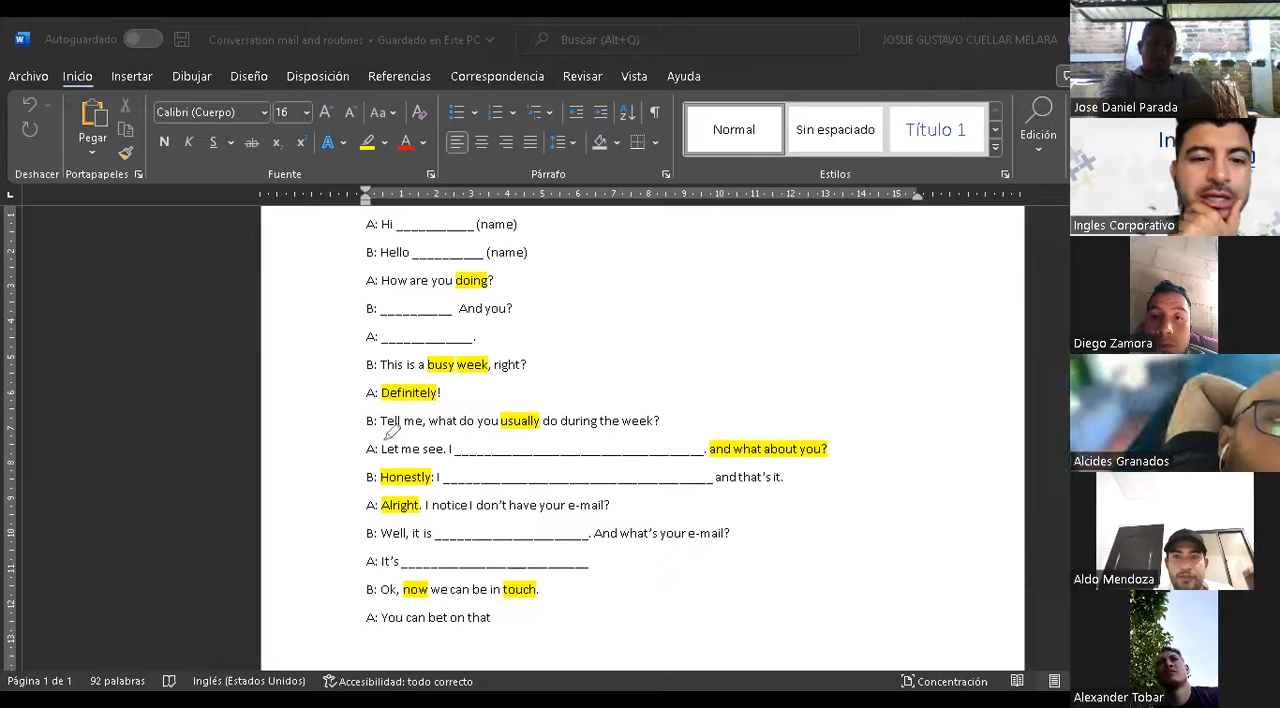 Autoguardado
Conversation mail and routines - Guardado en Este PC
Buscar (Alt+Q)
JOSUE GUSTAVO CUELLAR MELARA
Archivo Inicio Insertar Dibujar Diseño Disposición Referencias Correspondencia Revisar Vista Ayuda
Calibri (Cuerpo) 16
Pegar
Normal
Sin espaciado
Título 1
Edición
Deshacer Portapapeles Fuente Párrafo Estilos
A: Hi ___________ (name)
B: Hello __________ (name)
A: How are you doing?
B: __________ And you?
A: _____________.
B: This is a busy week, right?
A: Definitely!
B: Tell me, what do you usually do during the week?
A: Let me see. I ___________________________________. and what about you?
B: Honestly: I ______________________________________ and that's it.
A: Alright. I notice I don't have your e-mail?
B: Well, it is ______________________. And what's your e-mail?
A: It's __________________________
B: Ok, now we can be in touch.
A: You can bet on that
Página 1 de 1 92 palabras Inglés (Estados Unidos) Accesibilidad: todo correcto Concentración
Jose Daniel Parada
Ingles Corporativo
Diego Zamora
Alcides Granados
Aldo Mendoza
Alexander Tobar